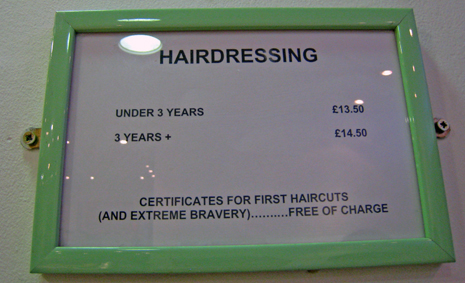 HAIRDRESSING
UNDER 3 YEARS £13.50
3 YEARS + £14.50
CERTIFICATES FOR FIRST HAIRCUTS
(AND EXTREME BRAVERY)..........FREE OF CHARGE